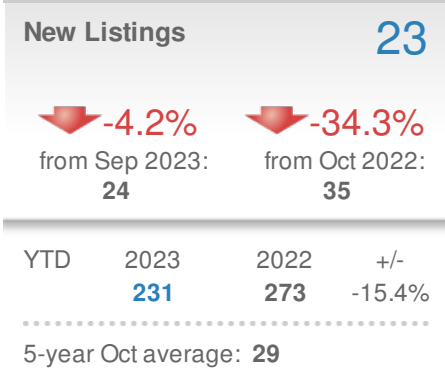 New Listings 23
-4.2% -34.3%
from Sep 2023: from Oct 2022:
24 35
YTD 2023 2022 +/-
231 273 -15.4%
5-year Oct average: 29